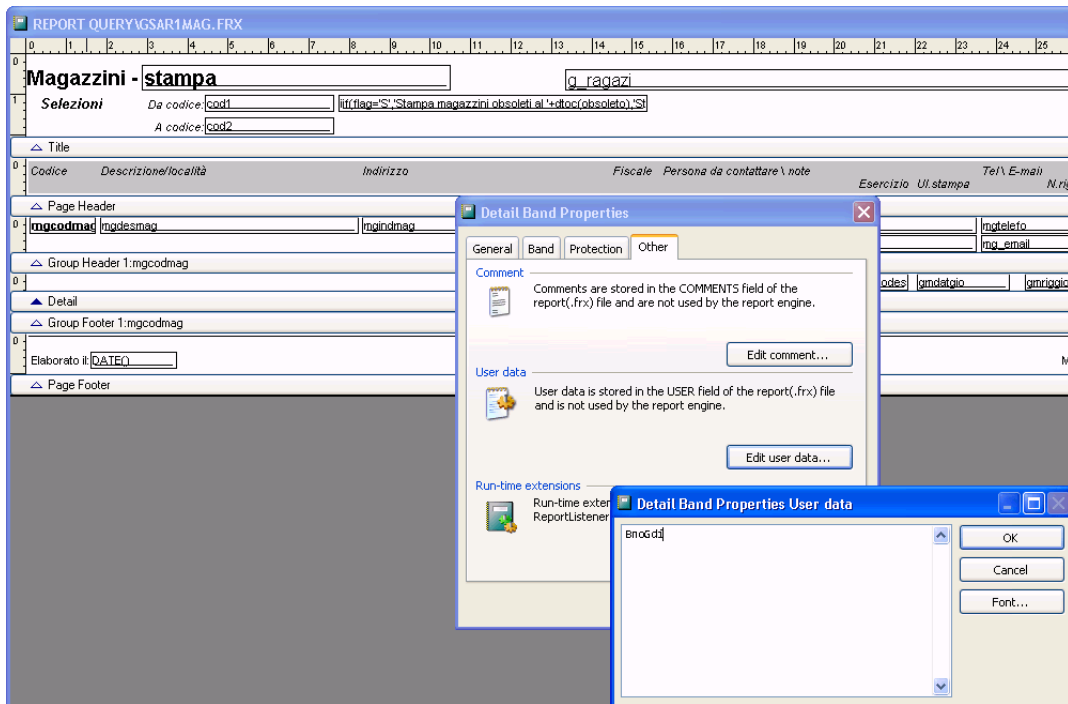 REPORT QUERY\GSAR1MAG.FRX
0 1 2 3 4 5 6 7 8 9 10 11 12 13 14 15 16 17 18 19 20 21 22 23 24 25
0
Magazzini - stampa g_ragazi
1 Selezioni Da codice: cod1 iif(flag='S','Stampa magazzini obsoleti al '+dtoc(obsoleto),'St
A codice: cod2
Title
0 Codice Descrizione/località Indirizzo Fiscale Persona da contattare \ note Tel \ E-mail
Esercizio Ul.stampa N.rig
Page Header
0 mgcodmag mgdesmag mgindmag mgtelefo
mg_email
Group Header 1:mgcodmag
0 odes gmdatgio gmriggio
Detail
Group Footer 1:mgcodmag
0
Elaborato il: DATE() M
Page Footer
Detail Band Properties
General Band Protection Other
Comment
Comments are stored in the COMMENTS field of the
report(.frx) file and are not used by the report engine.
Edit comment...
User data
User data is stored in the USER field of the report(.frx) file
and is not used by the report engine.
Edit user data...
Run-time extensions
Run-time exter
ReportListener
Detail Band Properties User data
BnoGdi
OK
Cancel
Font...